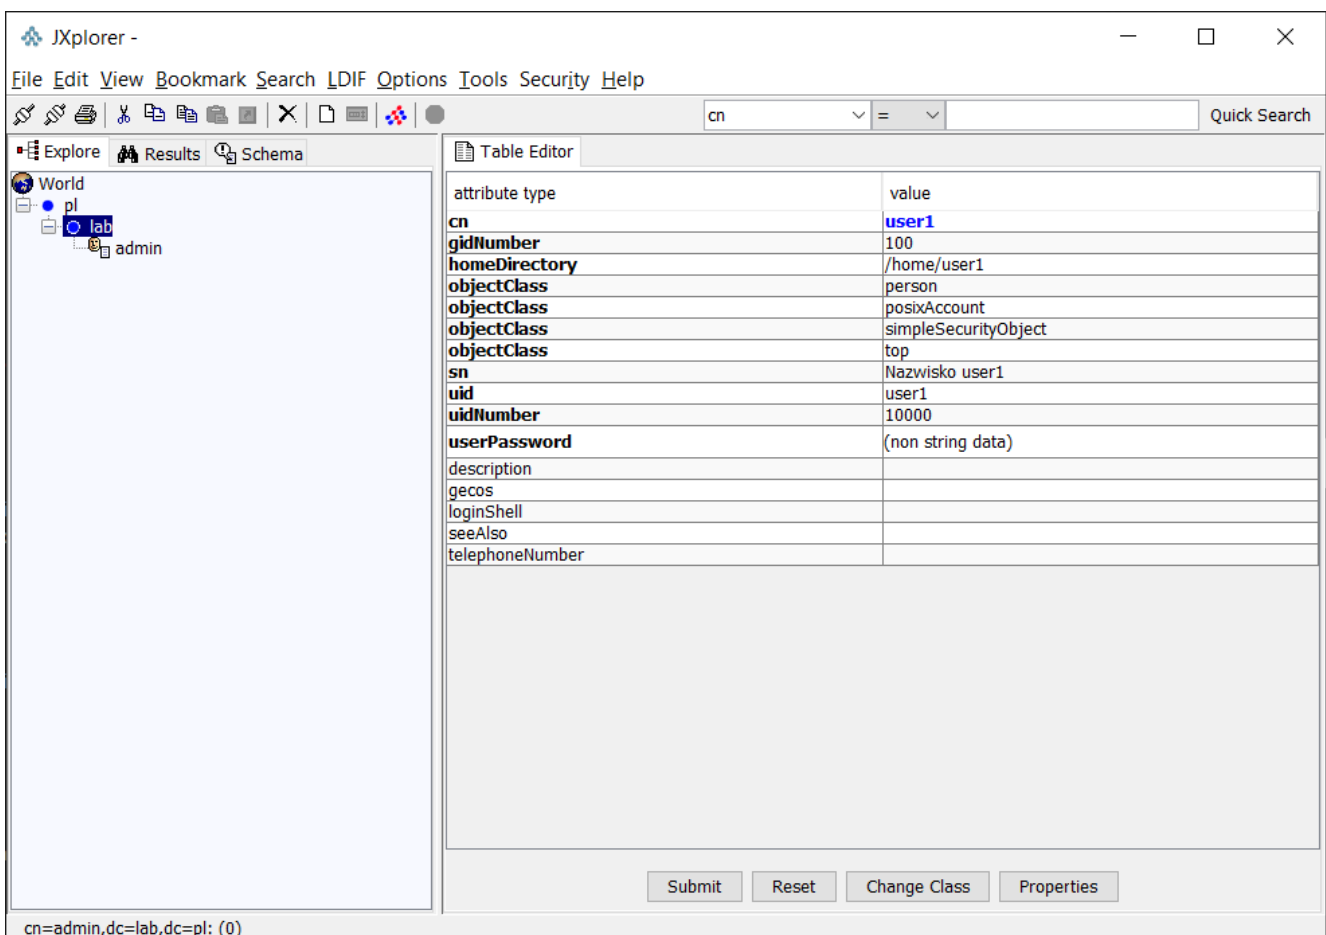 JXplorer -
File Edit View Bookmark Search LDIF Options Tools Security Help
cn = Quick Search
Explore Results Schema
World
pl
lab
admin
Table Editor
attribute type value
cn user1
gidNumber 100
homeDirectory /home/user1
objectClass person
objectClass posixAccount
objectClass simpleSecurityObject
objectClass top
sn Nazwisko user1
uid user1
uidNumber 10000
userPassword (non string data)
description
gecos
loginShell
seeAlso
telephoneNumber
Submit Reset Change Class Properties
cn=admin,dc=lab,dc=pl: (0)